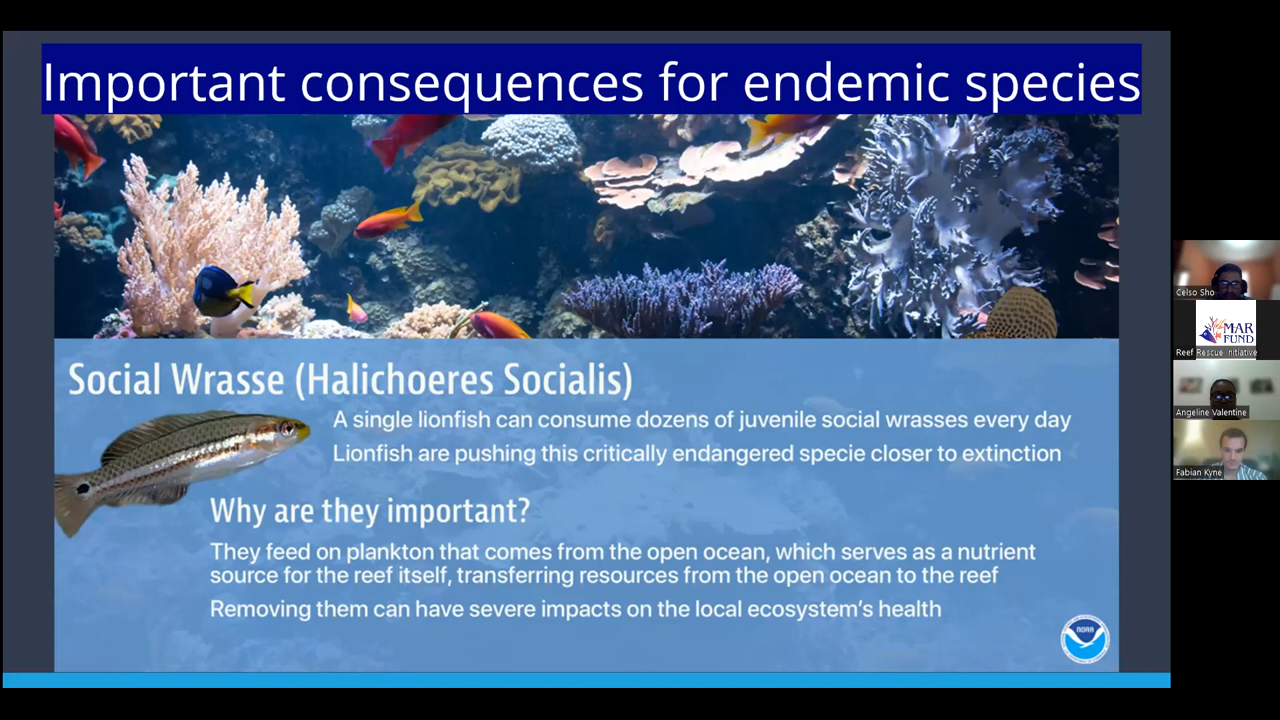 Important consequences for endemic species
Social Wrasse (Halichoeres Socialis)
A single lionfish can consume dozens of juvenile social wrasses every day
Lionfish are pushing this critically endangered specie closer to extinction
Why are they important?
They feed on plankton that comes from the open ocean, which serves as a nutrient
source for the reef itself, transferring resources from the open ocean to the reef
Removing them can have severe impacts on the local ecosystem's health
NOAA
Celso Sho
MAR
FUND
Reef Rescue Initiative
Angeline Valentine
Fabian Kyne